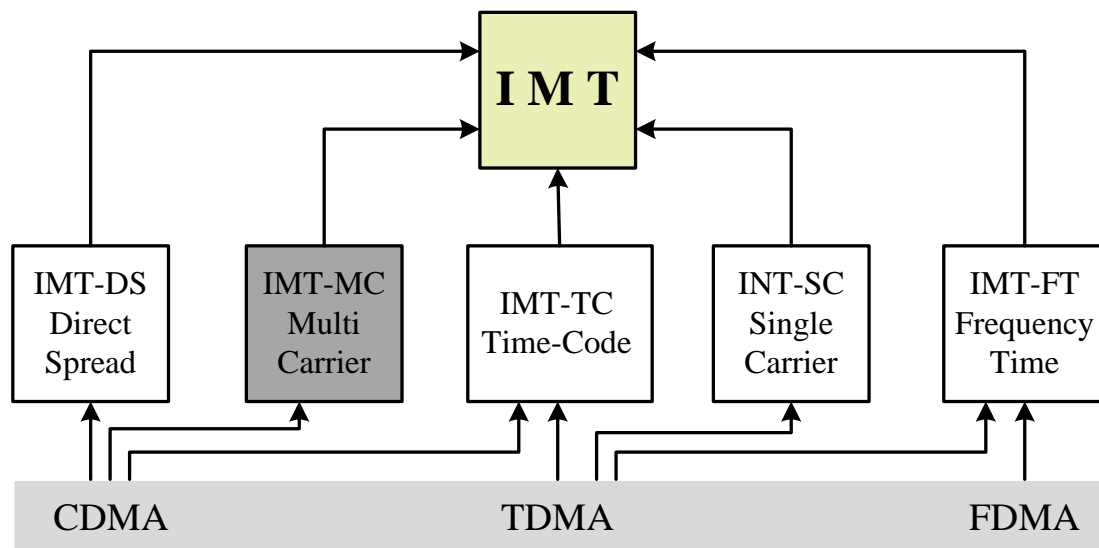 I M T
IMT-DS
Direct
Spread
IMT-MC
Multi
Carrier
IMT-TC
Time-Code
INT-SC
Single
Carrier
IMT-FT
Frequency
Time
CDMA
TDMA
FDMA